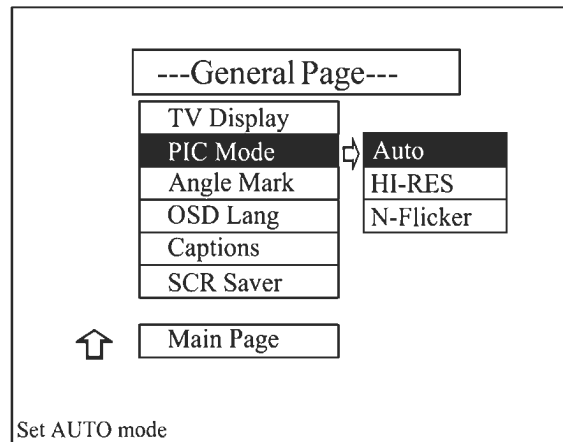 ---General Page---
TV Display
PIC Mode
Auto
Angle Mark
HI-RES
OSD Lang
N-Flicker
Captions
SCR Saver
Main Page
Set AUTO mode